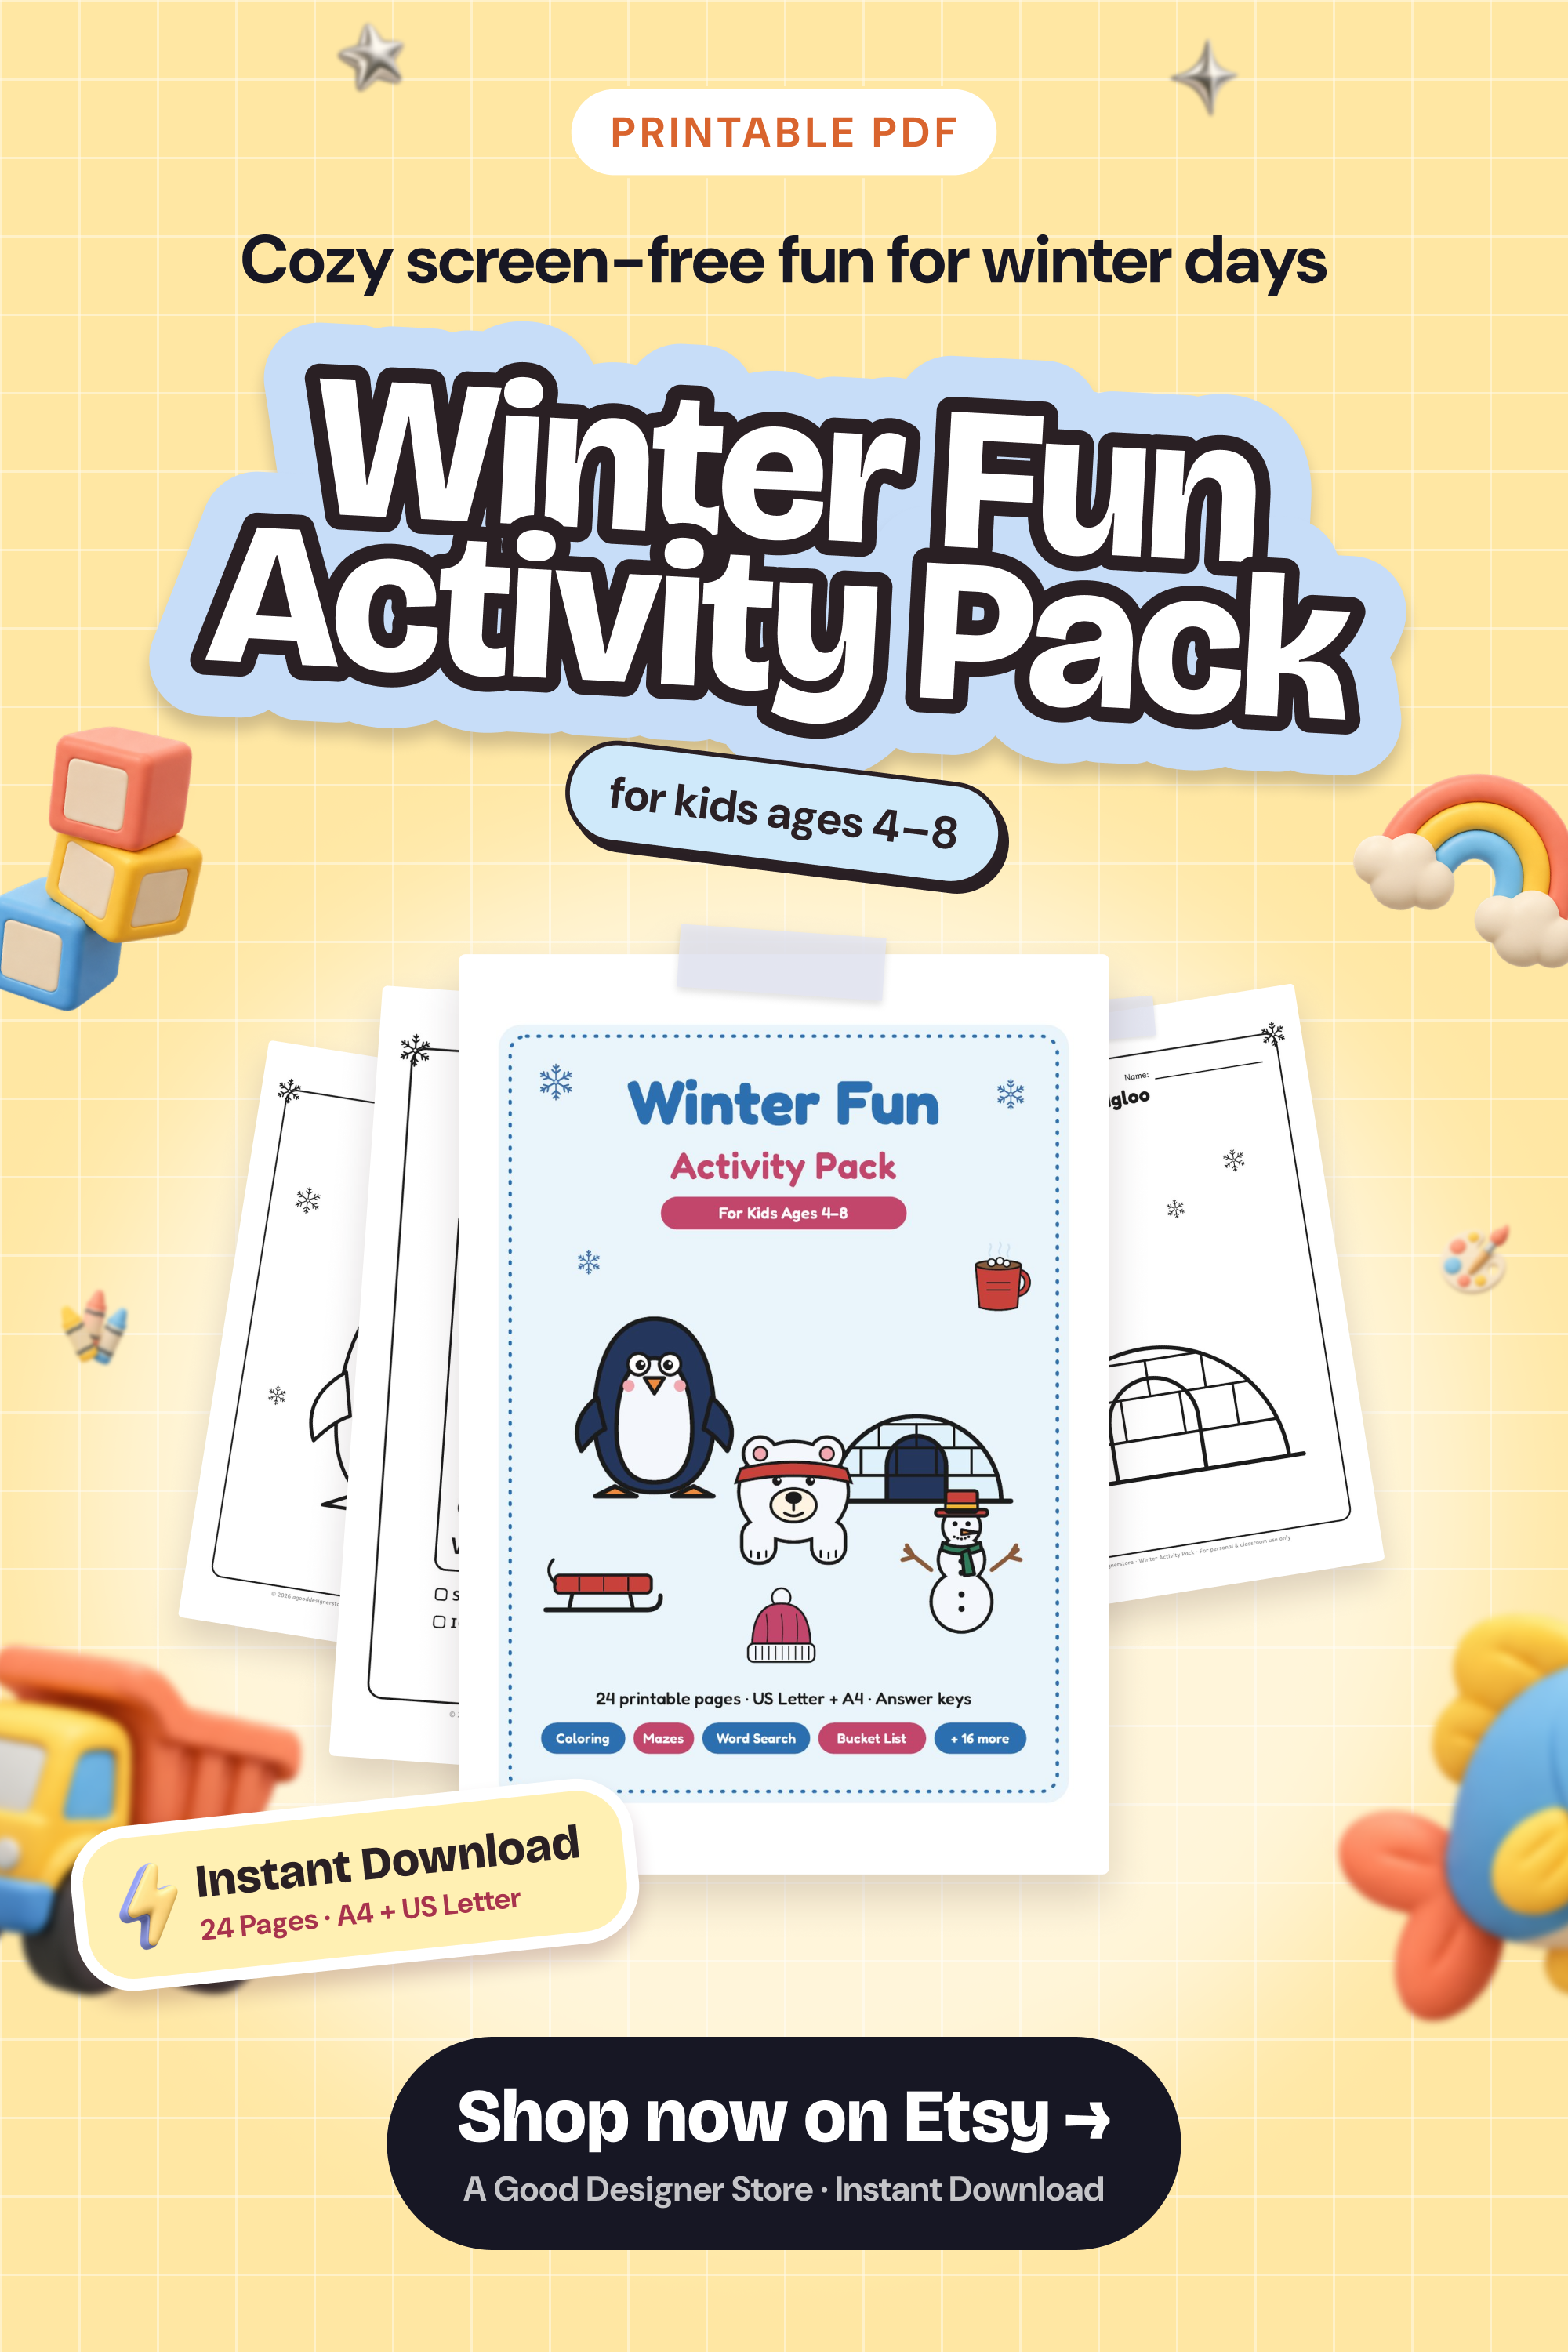 PRINTABLE PDF
Cozy screen-free fun for winter days
Winter Fun
Activity Pack
for kids ages 4–8
Name:
Winter Fun
Activity Pack
For Kids Ages 4–8
24 printable pages · US Letter + A4 · Answer keys
Coloring
Mazes
Word Search
Bucket List
+ 16 more
Instant Download
24 Pages · A4 + US Letter
Shop now on Etsy →
A Good Designer Store · Instant Download